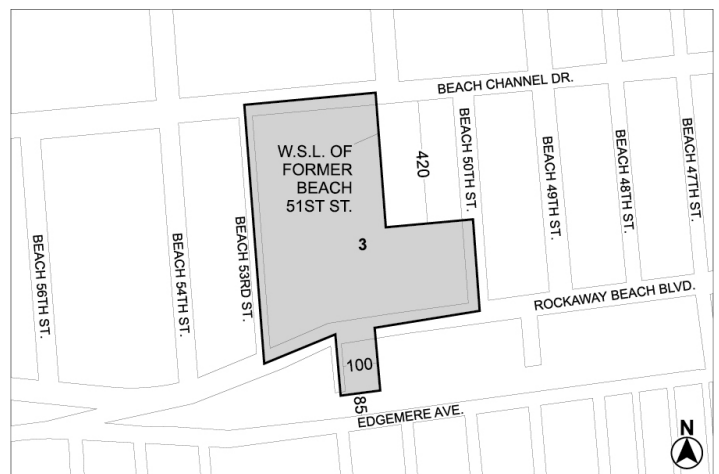 BEACH CHANNEL DR.
W.S.L. OF
FORMER
BEACH
51ST ST.
420
BEACH 50TH ST.
BEACH 49TH ST.
BEACH 48TH ST.
BEACH 47TH ST.
BEACH 56TH ST.
BEACH 54TH ST.
BEACH 53RD ST.
3
ROCKAWAY BEACH BLVD.
100
85
EDGEMERE AVE.
N